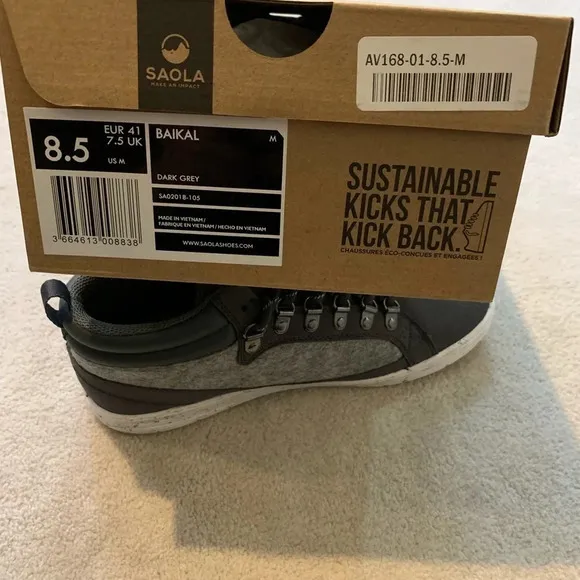 SAOLA
MAKE AN IMPACT
AV168-01-8.5-M
8.5
EUR 41
7.5 UK
US M
BAIKAL
M
DARK GREY
SA02018-105
MADE IN VIETNAM /
FABRIQUE EN VIETNAM / HECHO EN VIETNAM
WWW.SAOLASHOES.COM
3 664613 008838
SUSTAINABLE
KICKS THAT
KICK BACK.
CHAUSSURES ÉCO-CONÇUES ET ENGAGÉES !